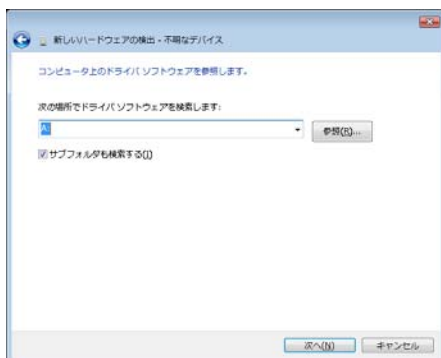 新しいハードウェアの検出 - 不明なデバイス
コンピュータ上のドライバ ソフトウェアを参照します。
次の場所でドライバ ソフトウェアを検索します:
A:
参照(R)...
サブフォルダも検索する(I)
次へ(N)
キャンセル